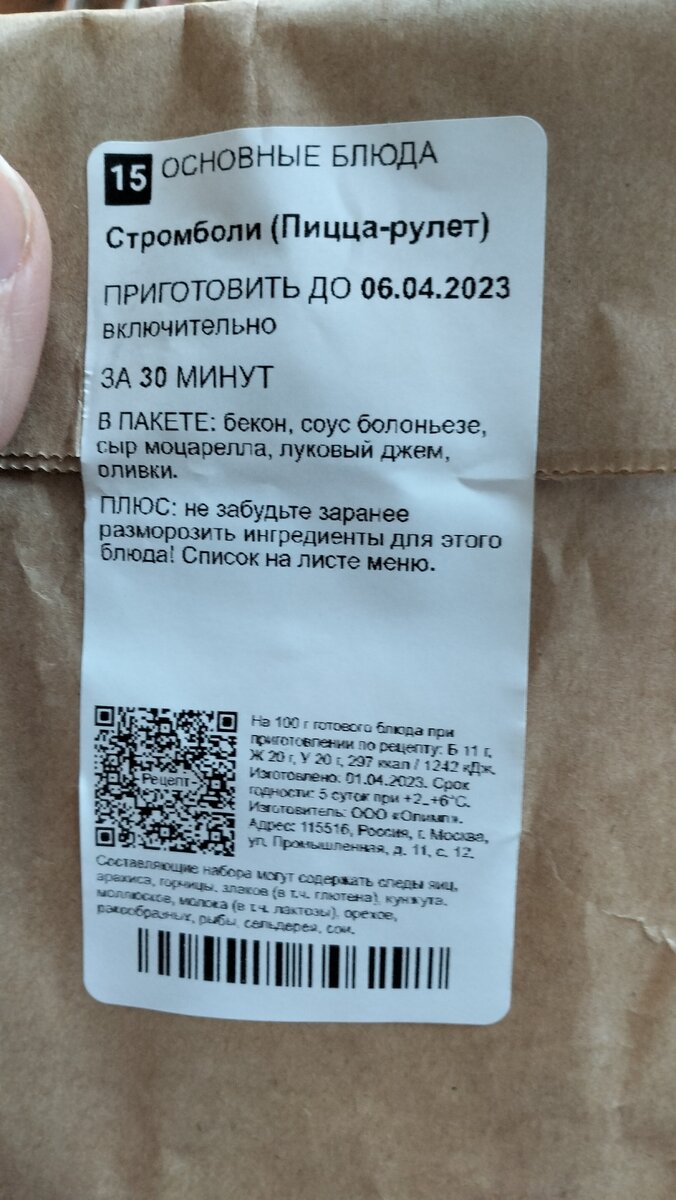 15 ОСНОВНЫЕ БЛЮДА
Стромболи (Пицца-рулет)
ПРИГОТОВИТЬ ДО 06.04.2023
включительно
ЗА 30 МИНУТ
В ПАКЕТЕ: бекон, соус болоньезе,
сыр моцарелла, луковый джем,
оливки.
ПЛЮС: не забудьте заранее
разморозить ингредиенты для этого
блюда! Список на листе меню.
Рецепт
На 100 г готового блюда при
приготовлении по рецепту: Б 11 г,
Ж 20 г, У 20 г, 297 ккал / 1242 кДж.
Изготовлено: 01.04.2023. Срок
годности: 5 суток при +2..+6°С.
Изготовитель: ООО «Олимп».
Адрес: 115516, Россия, г. Москва,
ул. Промышленная, д. 11, с. 12.
Составляющие набора могут содержать следы яиц,
арахиса, горчицы, злаков (в т.ч. глютена), кунжута,
моллюсков, молока (в т.ч. лактозы), орехов,
ракообразных, рыбы, сельдерея, сои.